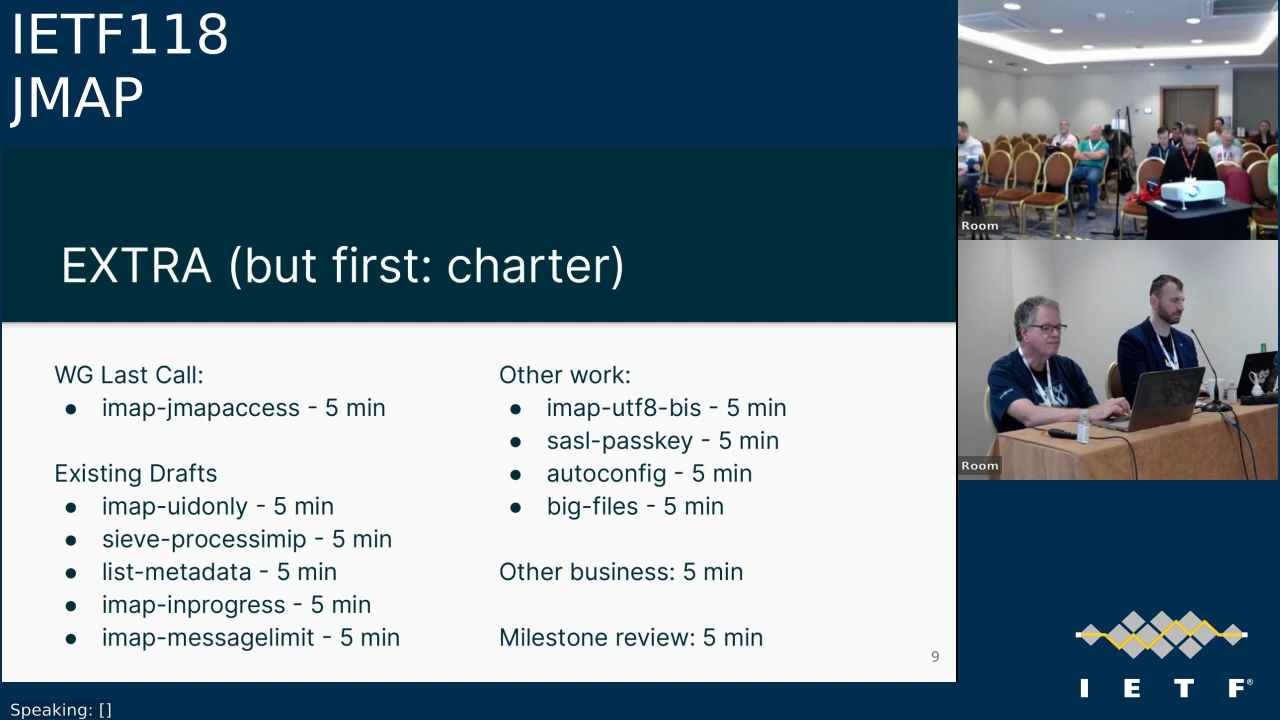 IETF118
JMAP
EXTRA (but first: charter)
WG Last Call:
● imap-jmapaccess - 5 min
Existing Drafts
● imap-uidonly - 5 min
● sieve-processimip - 5 min
● list-metadata - 5 min
● imap-inprogress - 5 min
● imap-messagelimit - 5 min
Other work:
● imap-utf8-bis - 5 min
● sasl-passkey - 5 min
● autoconfig - 5 min
● big-files - 5 min
Other business: 5 min
Milestone review: 5 min
9
Room
Room
I E T F®
Speaking: []